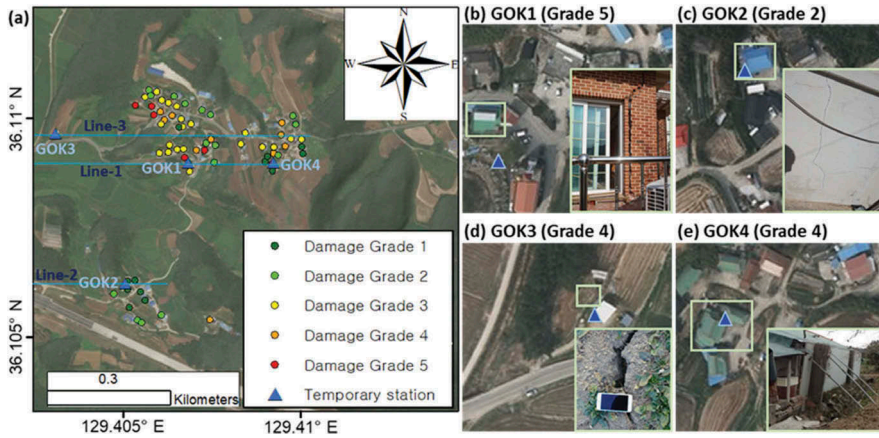 (a)
N
W
E
S
36.11° N
36.105° N
Line-3
GOK3
Line-1
GOK1
GOK4
Line-2
GOK2
Damage Grade 1
Damage Grade 2
Damage Grade 3
Damage Grade 4
Damage Grade 5
Temporary station
0.3
Kilometers
129.405° E
129.41° E
(b) GOK1 (Grade 5)
(c) GOK2 (Grade 2)
(d) GOK3 (Grade 4)
(e) GOK4 (Grade 4)